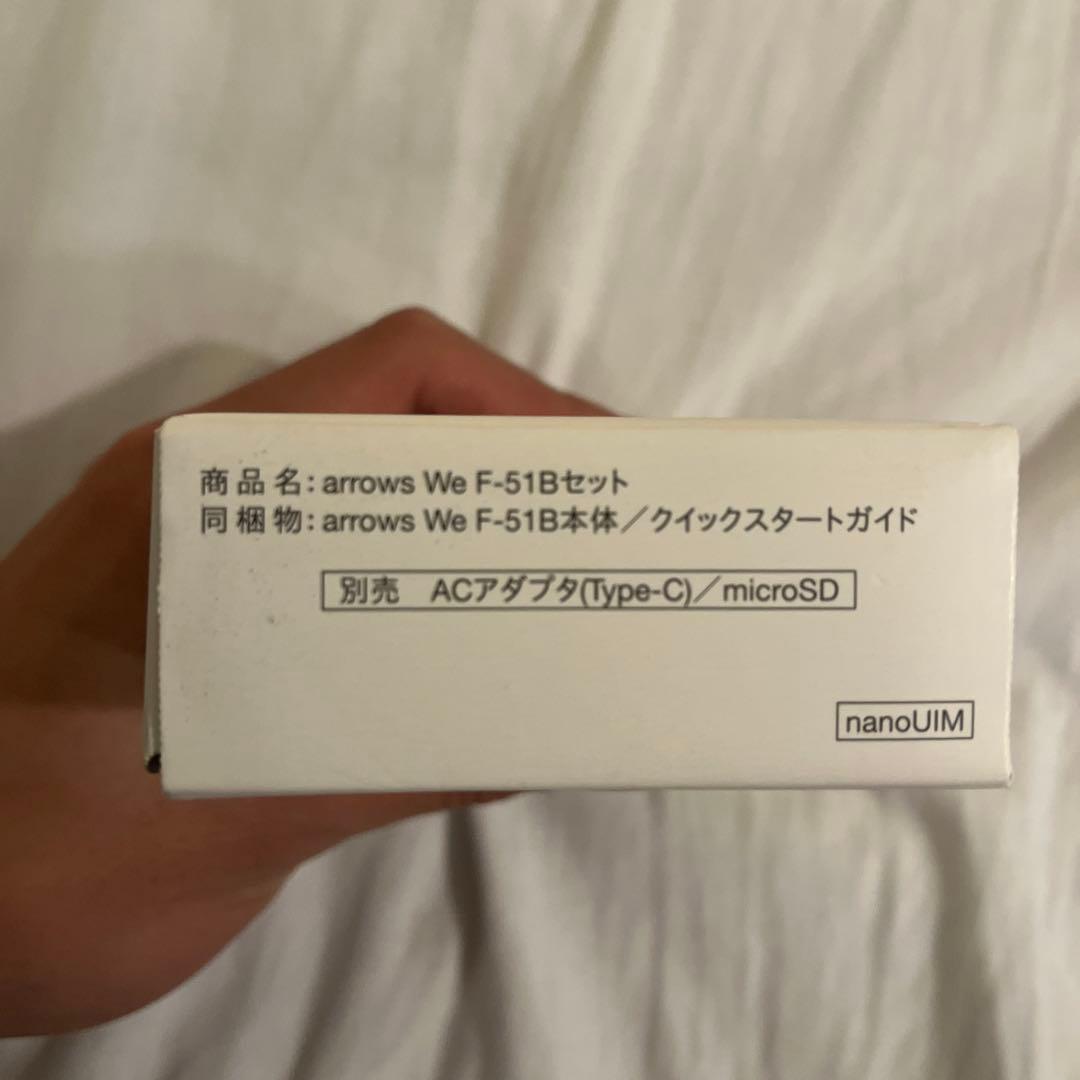 商品名：arrows We F-51Bセット
同梱物：arrows We F-51B本体／クイックスタートガイド
別売　ACアダプタ(Type-C)／microSD
nanoUIM